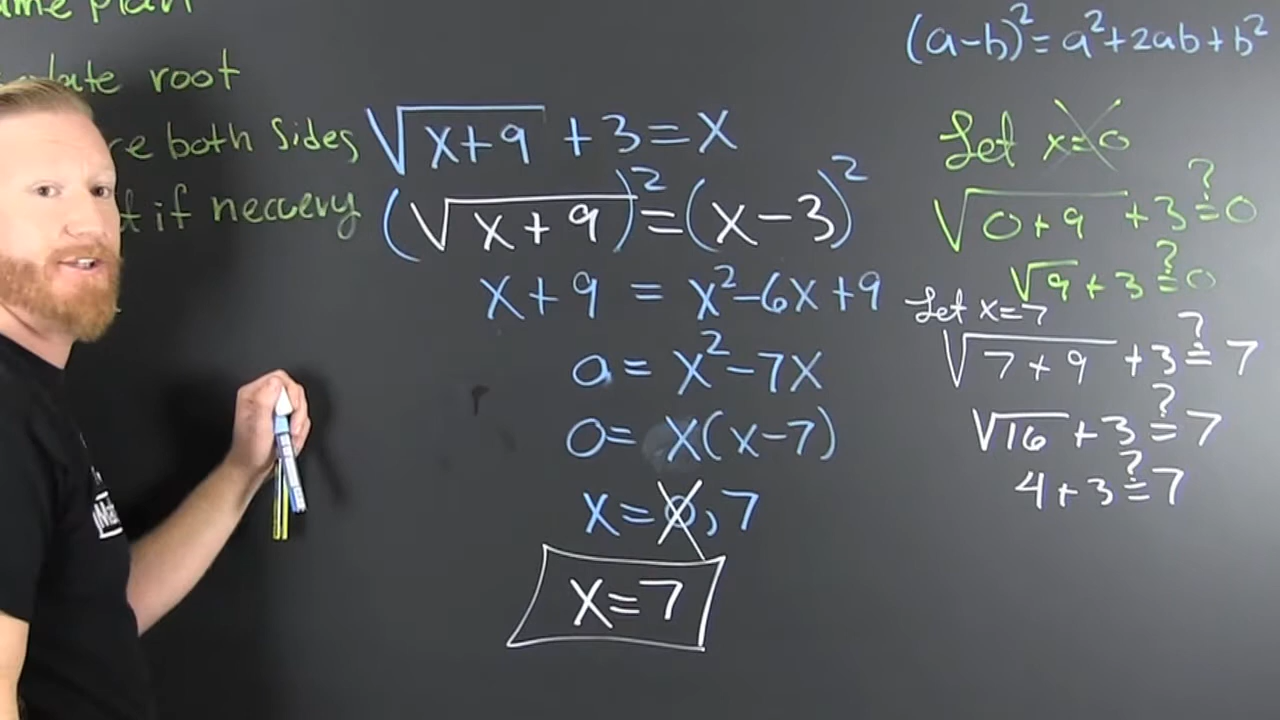 plan
root
both Sides
if neccery
√x+9 + 3 = x
(√x+9)² = (x-3)²
x+9 = x²-6x+9
0 = x²-7x
0 = x(x-7)
x = 0, 7
x=7
(a-b)² = a²+2ab+b²
Let x=0
√0+9 + 3 ≟ 0
√9 + 3 ≟ 0
Let x=7
√7+9 + 3 ≟ 7
√16 + 3 ≟ 7
4+3 ≟ 7